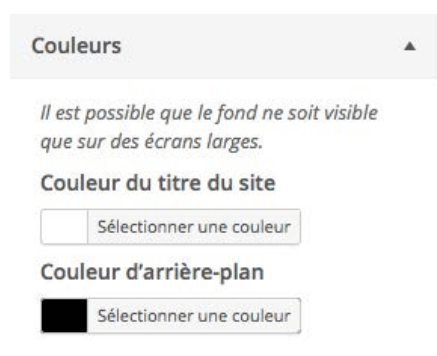 Couleurs
Il est possible que le fond ne soit visible
que sur des écrans larges.
Couleur du titre du site
Sélectionner une couleur
Couleur d’arrière-plan
Sélectionner une couleur